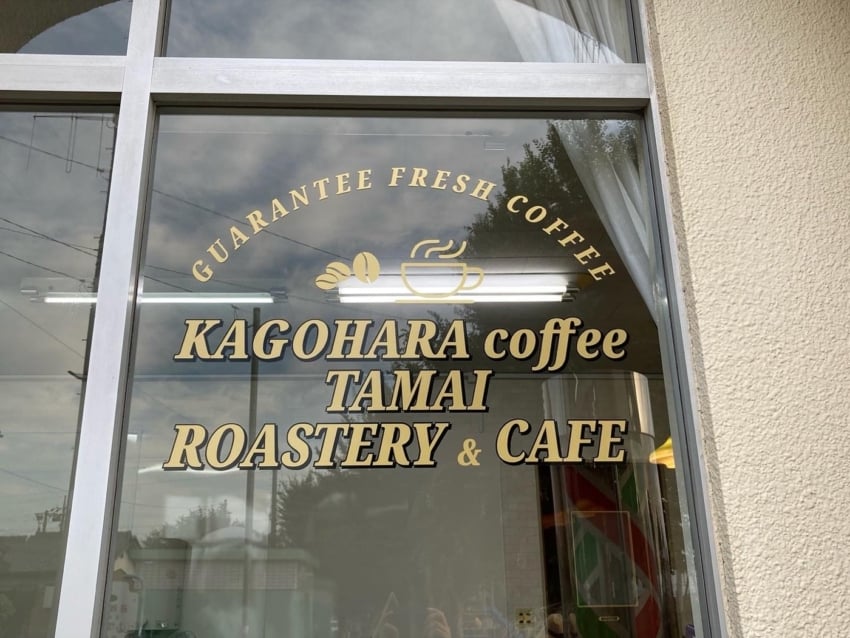 GUARANTEE FRESH COFFEE
KAGOHARA coffee
TAMAI
ROASTERY & CAFE